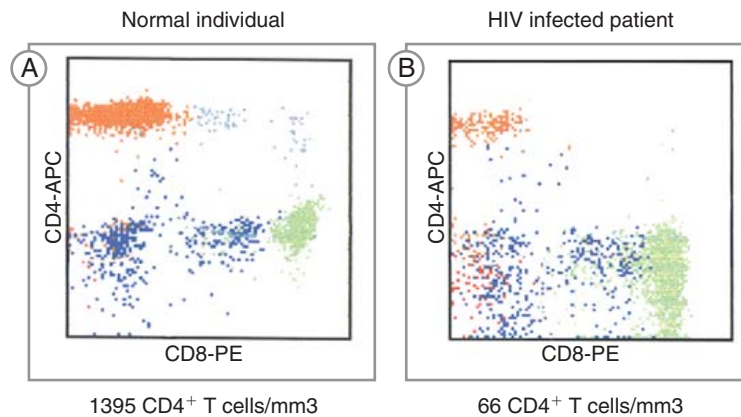 Normal individual
HIV infected patient
A
B
CD4-APC
CD4-APC
CD8-PE
CD8-PE
1395 CD4⁺ T cells/mm3
66 CD4⁺ T cells/mm3